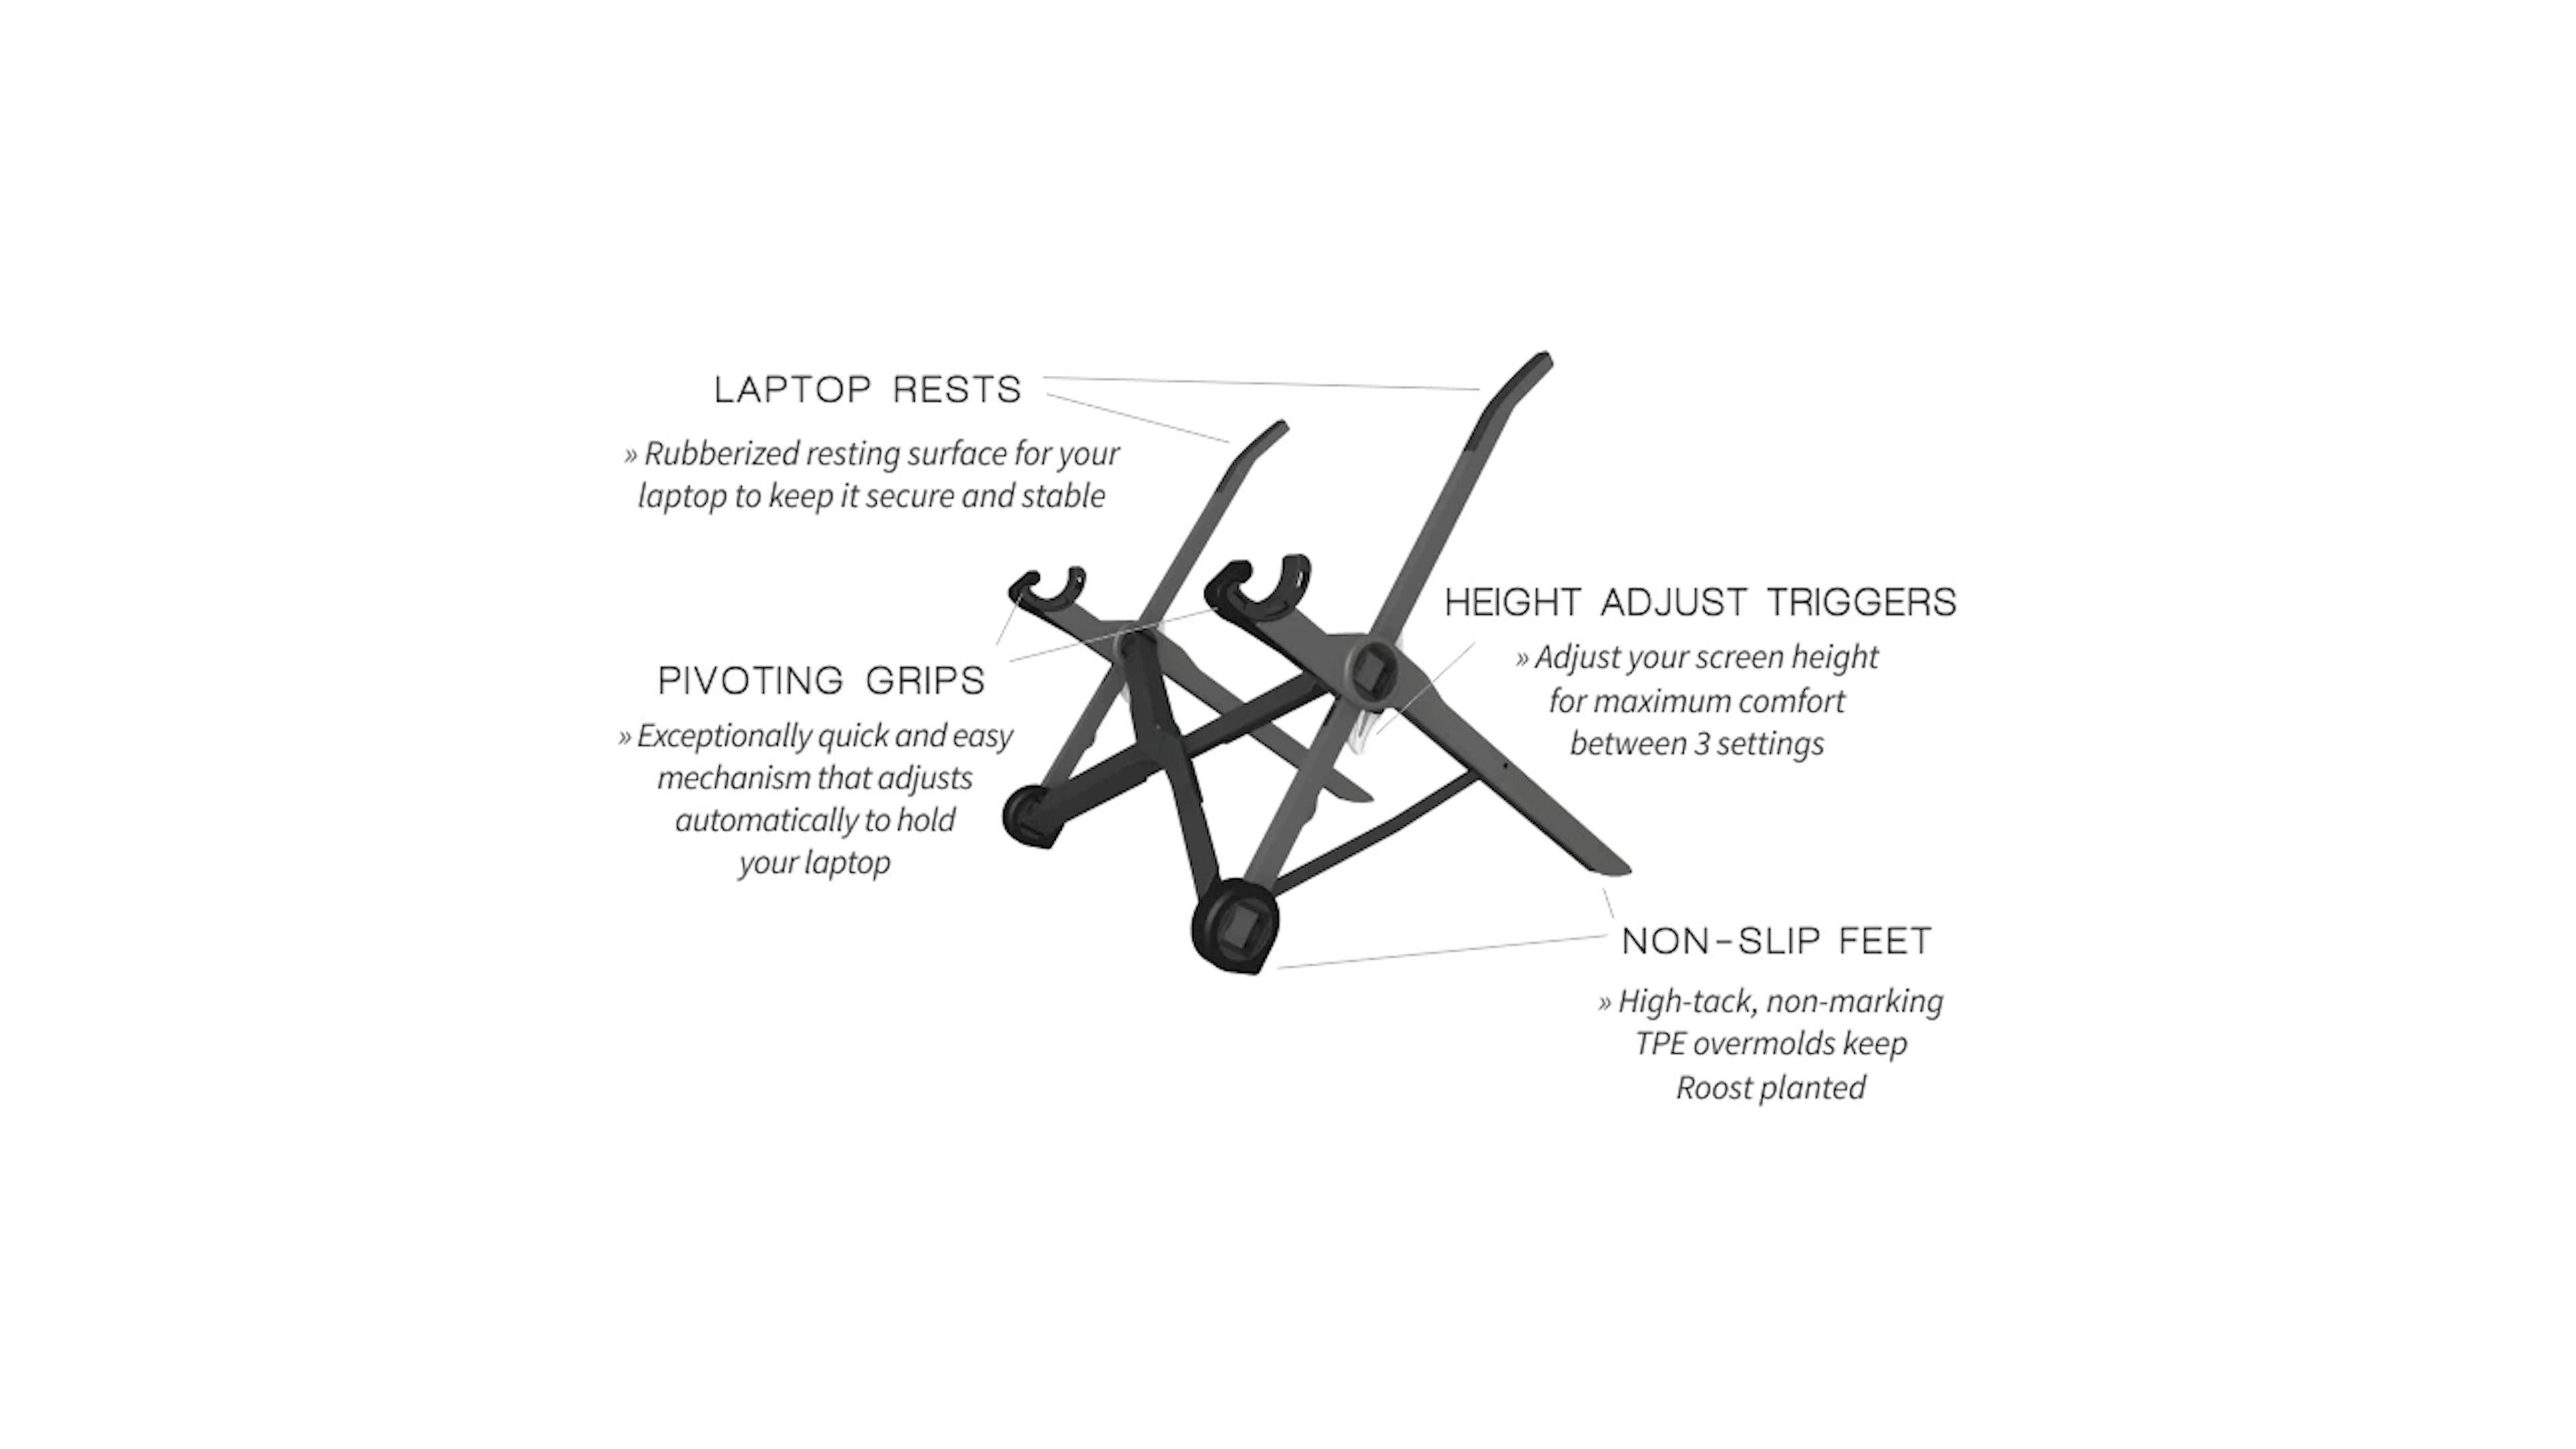 LAPTOP RESTS
» Rubberized resting surface for your
laptop to keep it secure and stable
PIVOTING GRIPS
» Exceptionally quick and easy
mechanism that adjusts
automatically to hold
your laptop
HEIGHT ADJUST TRIGGERS
» Adjust your screen height
for maximum comfort
between 3 settings
NON-SLIP FEET
» High-tack, non-marking
TPE overmolds keep
Roost planted